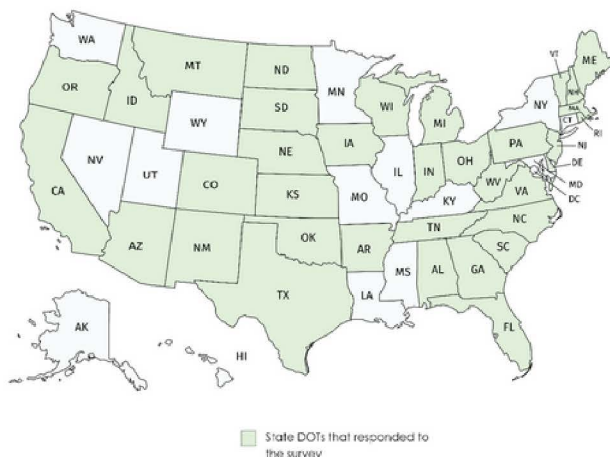 WA
MT
ND
MN
VT
ME
OR
ID
SD
WI
MI
NH
NY
MA
CT
RI
WY
IA
PA
NJ
NV
UT
NE
IL
IN
OH
DE
MD
DC
CA
CO
KS
MO
KY
WV
VA
AZ
NM
OK
AR
TN
NC
SC
TX
LA
MS
AL
GA
FL
AK
HI
State DOTs that responded to
the survey